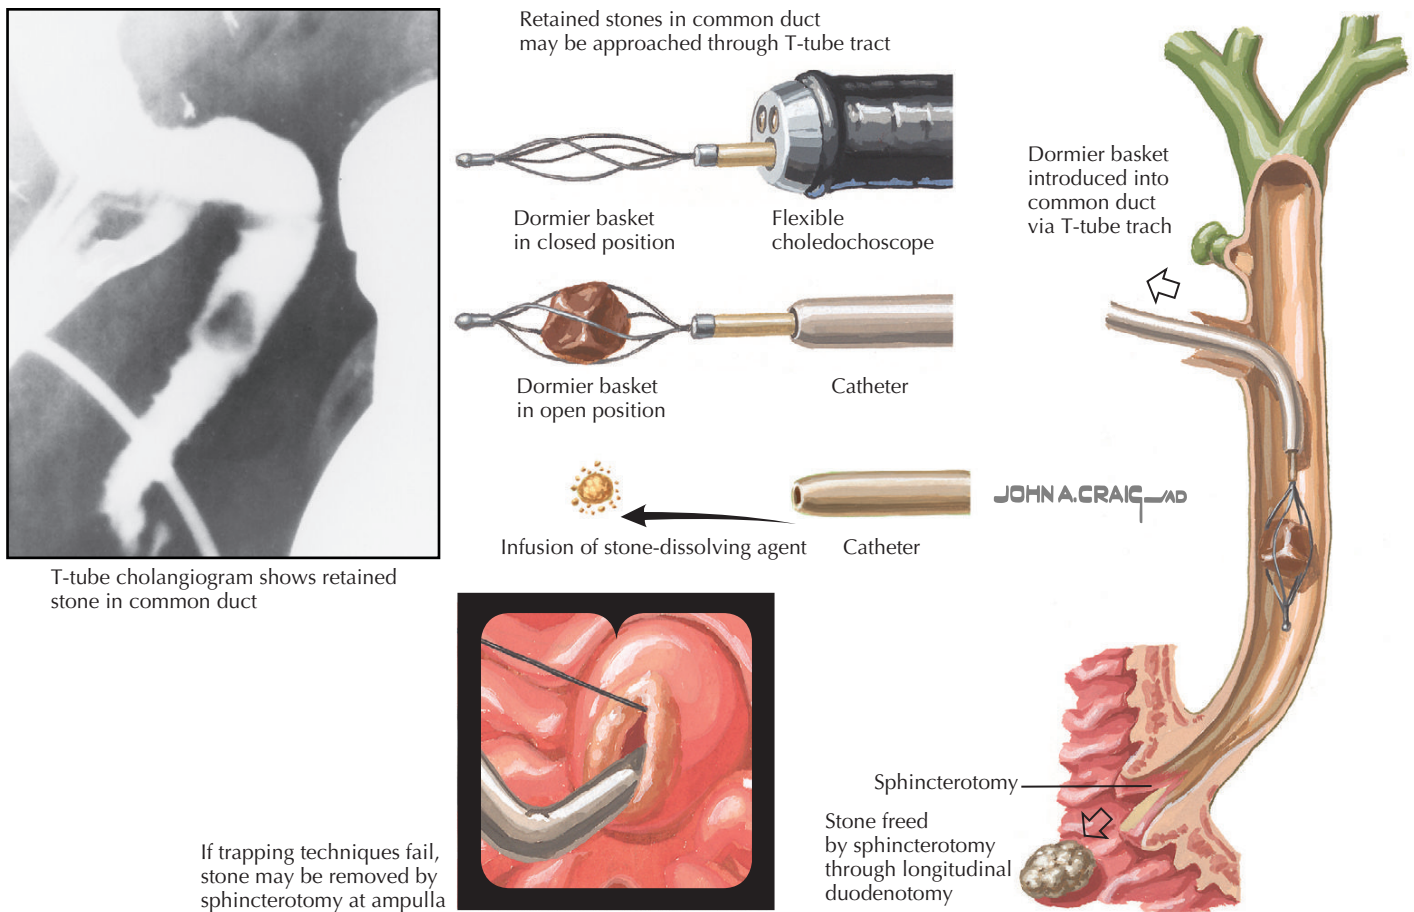 Retained stones in common duct
may be approached through T-tube tract
Dormier basket
in closed position
Flexible
choledochoscope
Dormier basket
introduced into
common duct
via T-tube trach
Dormier basket
in open position
Catheter
Infusion of stone-dissolving agent
Catheter
JOHN A. CRAIG AD
T-tube cholangiogram shows retained
stone in common duct
Sphincterotomy
Stone freed
by sphincterotomy
through longitudinal
duodenotomy
If trapping techniques fail,
stone may be removed by
sphincterotomy at ampulla